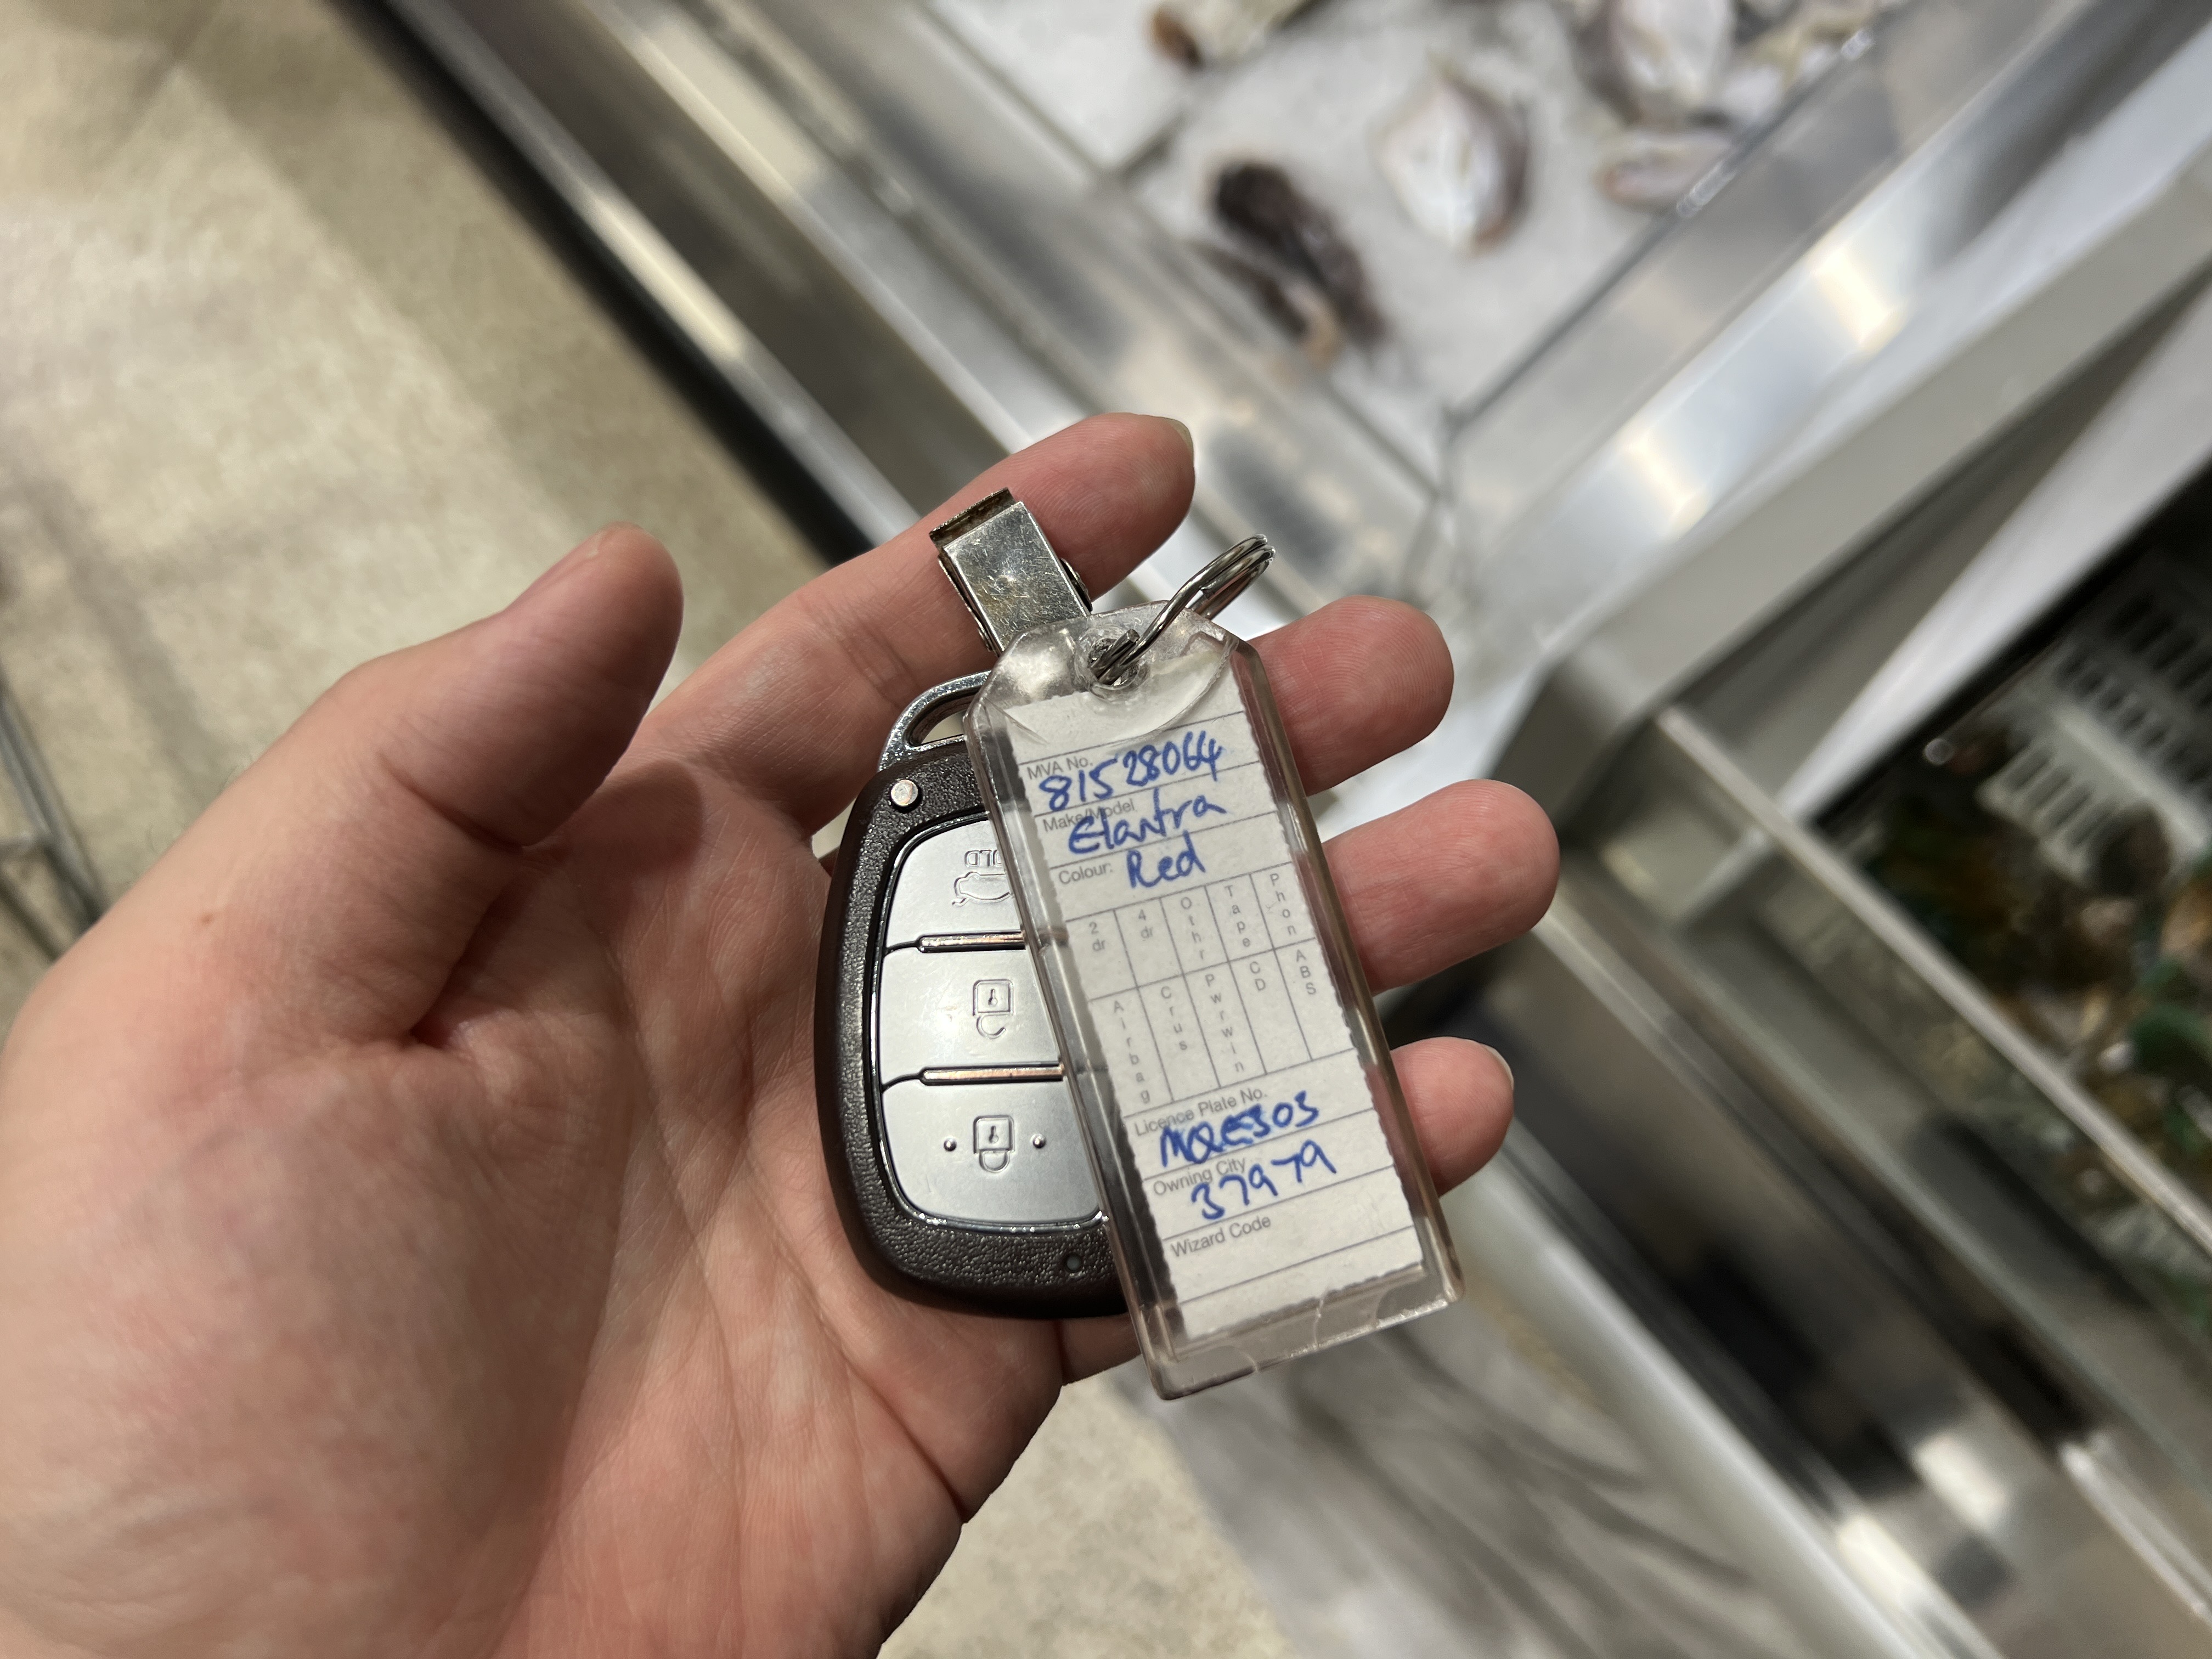 HOLD
MVA No.
81528064
Make/Model
Elantra
Colour: Red
2 dr
4 dr
Othr
Tape
Phon
Airbag
Crus
Pwrwin
CD
ABS
Licence Plate No.
Owning City
37979
Wizard Code